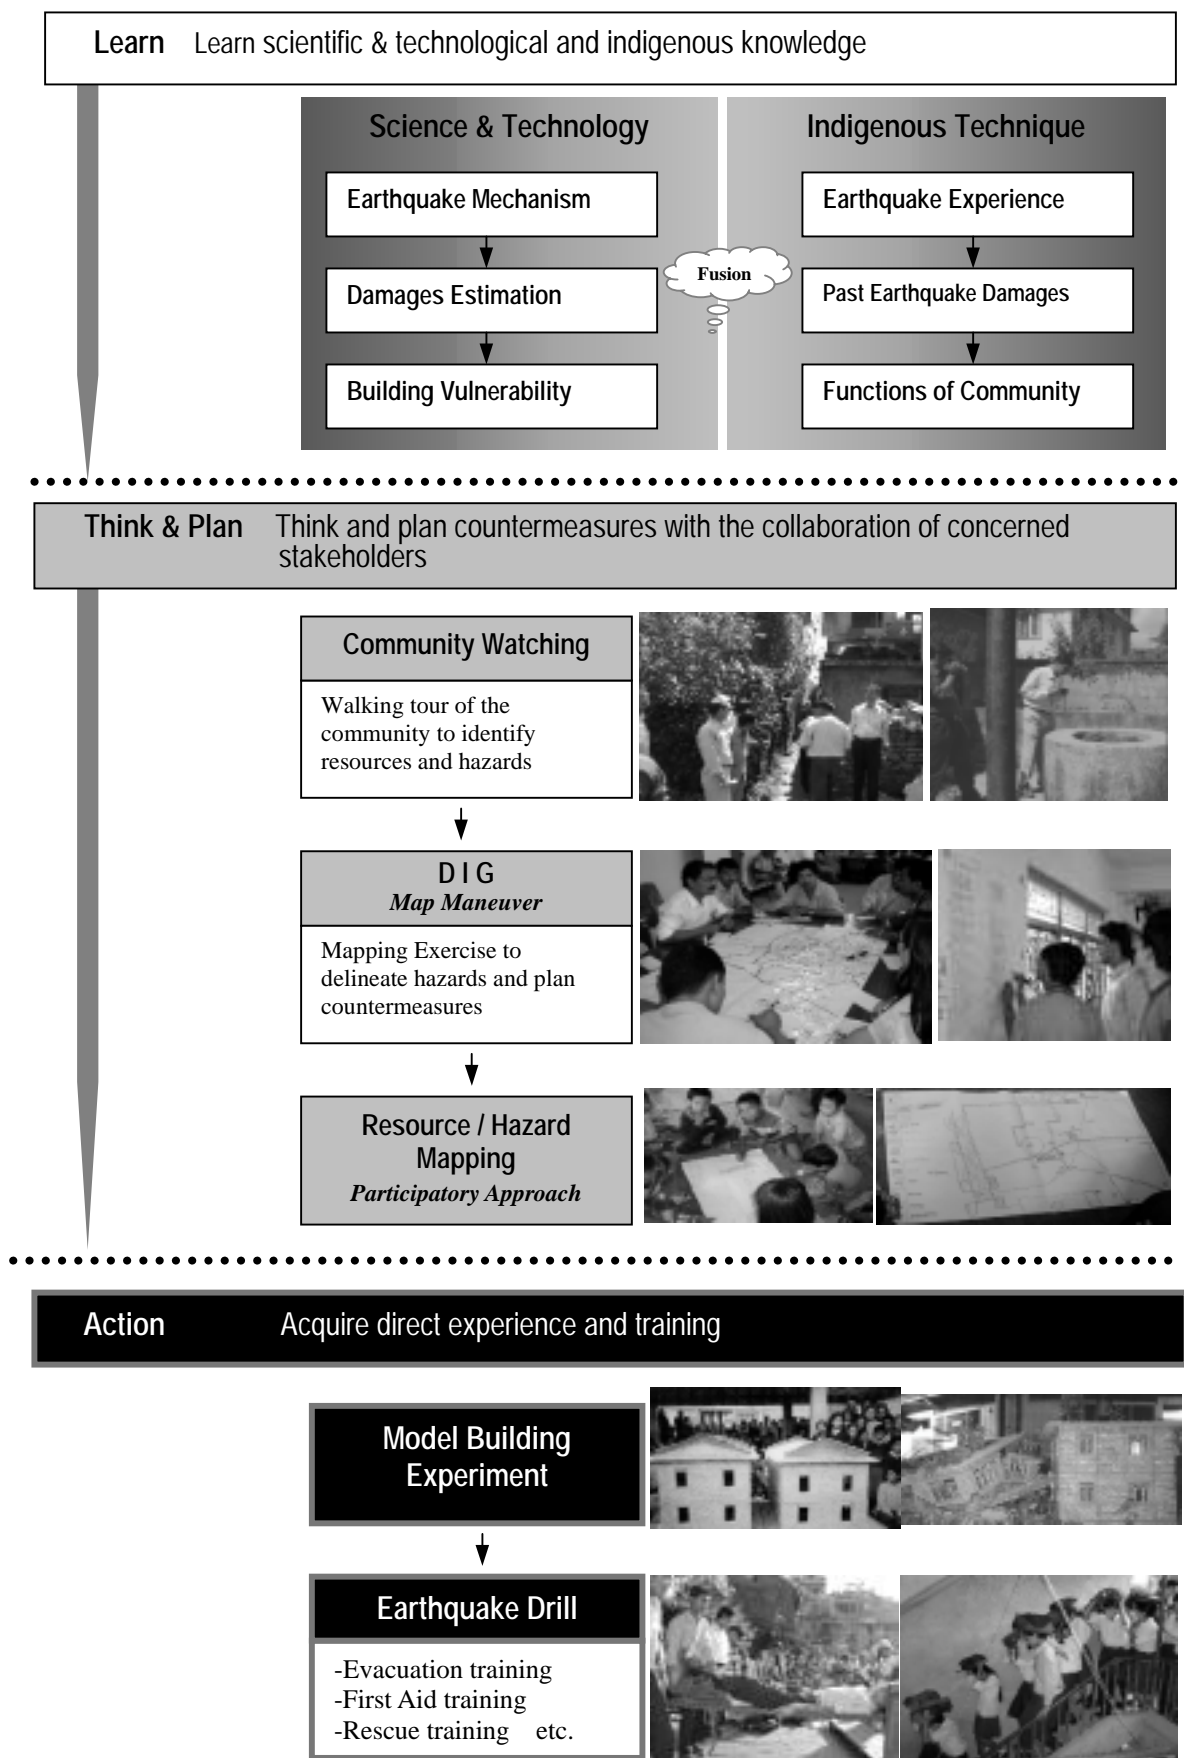 Learn Learn scientific & technological and indigenous knowledge
Science & Technology
Earthquake Mechanism
Damages Estimation
Building Vulnerability
Fusion
Indigenous Technique
Earthquake Experience
Past Earthquake Damages
Functions of Community
Think & Plan Think and plan countermeasures with the collaboration of concerned
stakeholders
Community Watching
Walking tour of the
community to identify
resources and hazards
D I G
Map Maneuver
Mapping Exercise to
delineate hazards and plan
countermeasures
Resource / Hazard
Mapping
Participatory Approach
Action Acquire direct experience and training
Model Building
Experiment
Earthquake Drill
-Evacuation training
-First Aid training
-Rescue training etc.